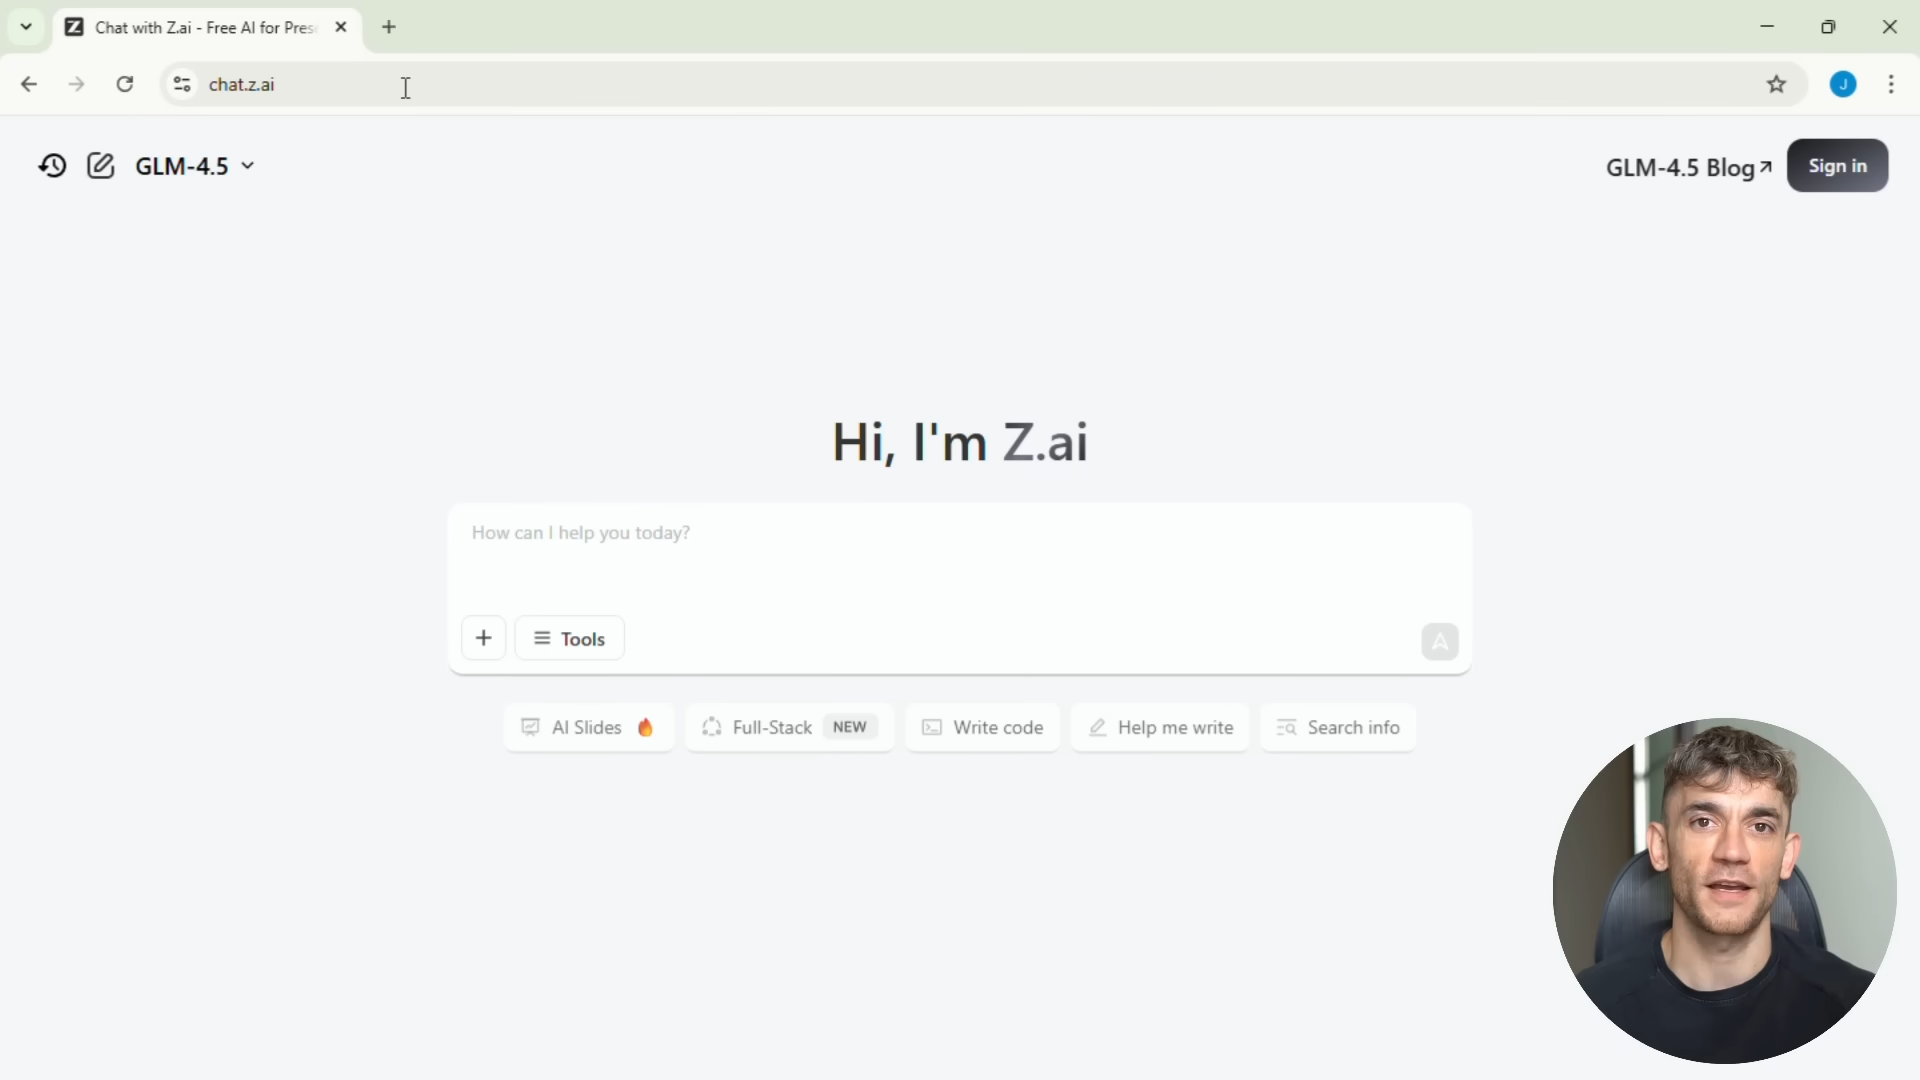 Chat with Z.ai - Free AI for Pres
chat.z.ai
J
GLM-4.5
GLM-4.5 Blog
Sign in
Hi, I'm Z.ai
How can I help you today?
Tools
AI Slides
Full-Stack NEW
Write code
Help me write
Search info